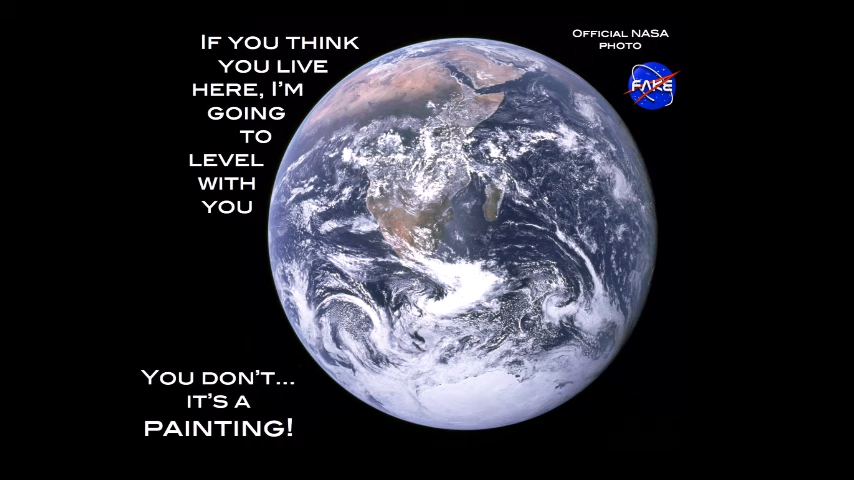 If you think
you live
here, I'm
going
to
level
with
you
Official NASA
photo
FAKE
You don't...
it's a
painting!